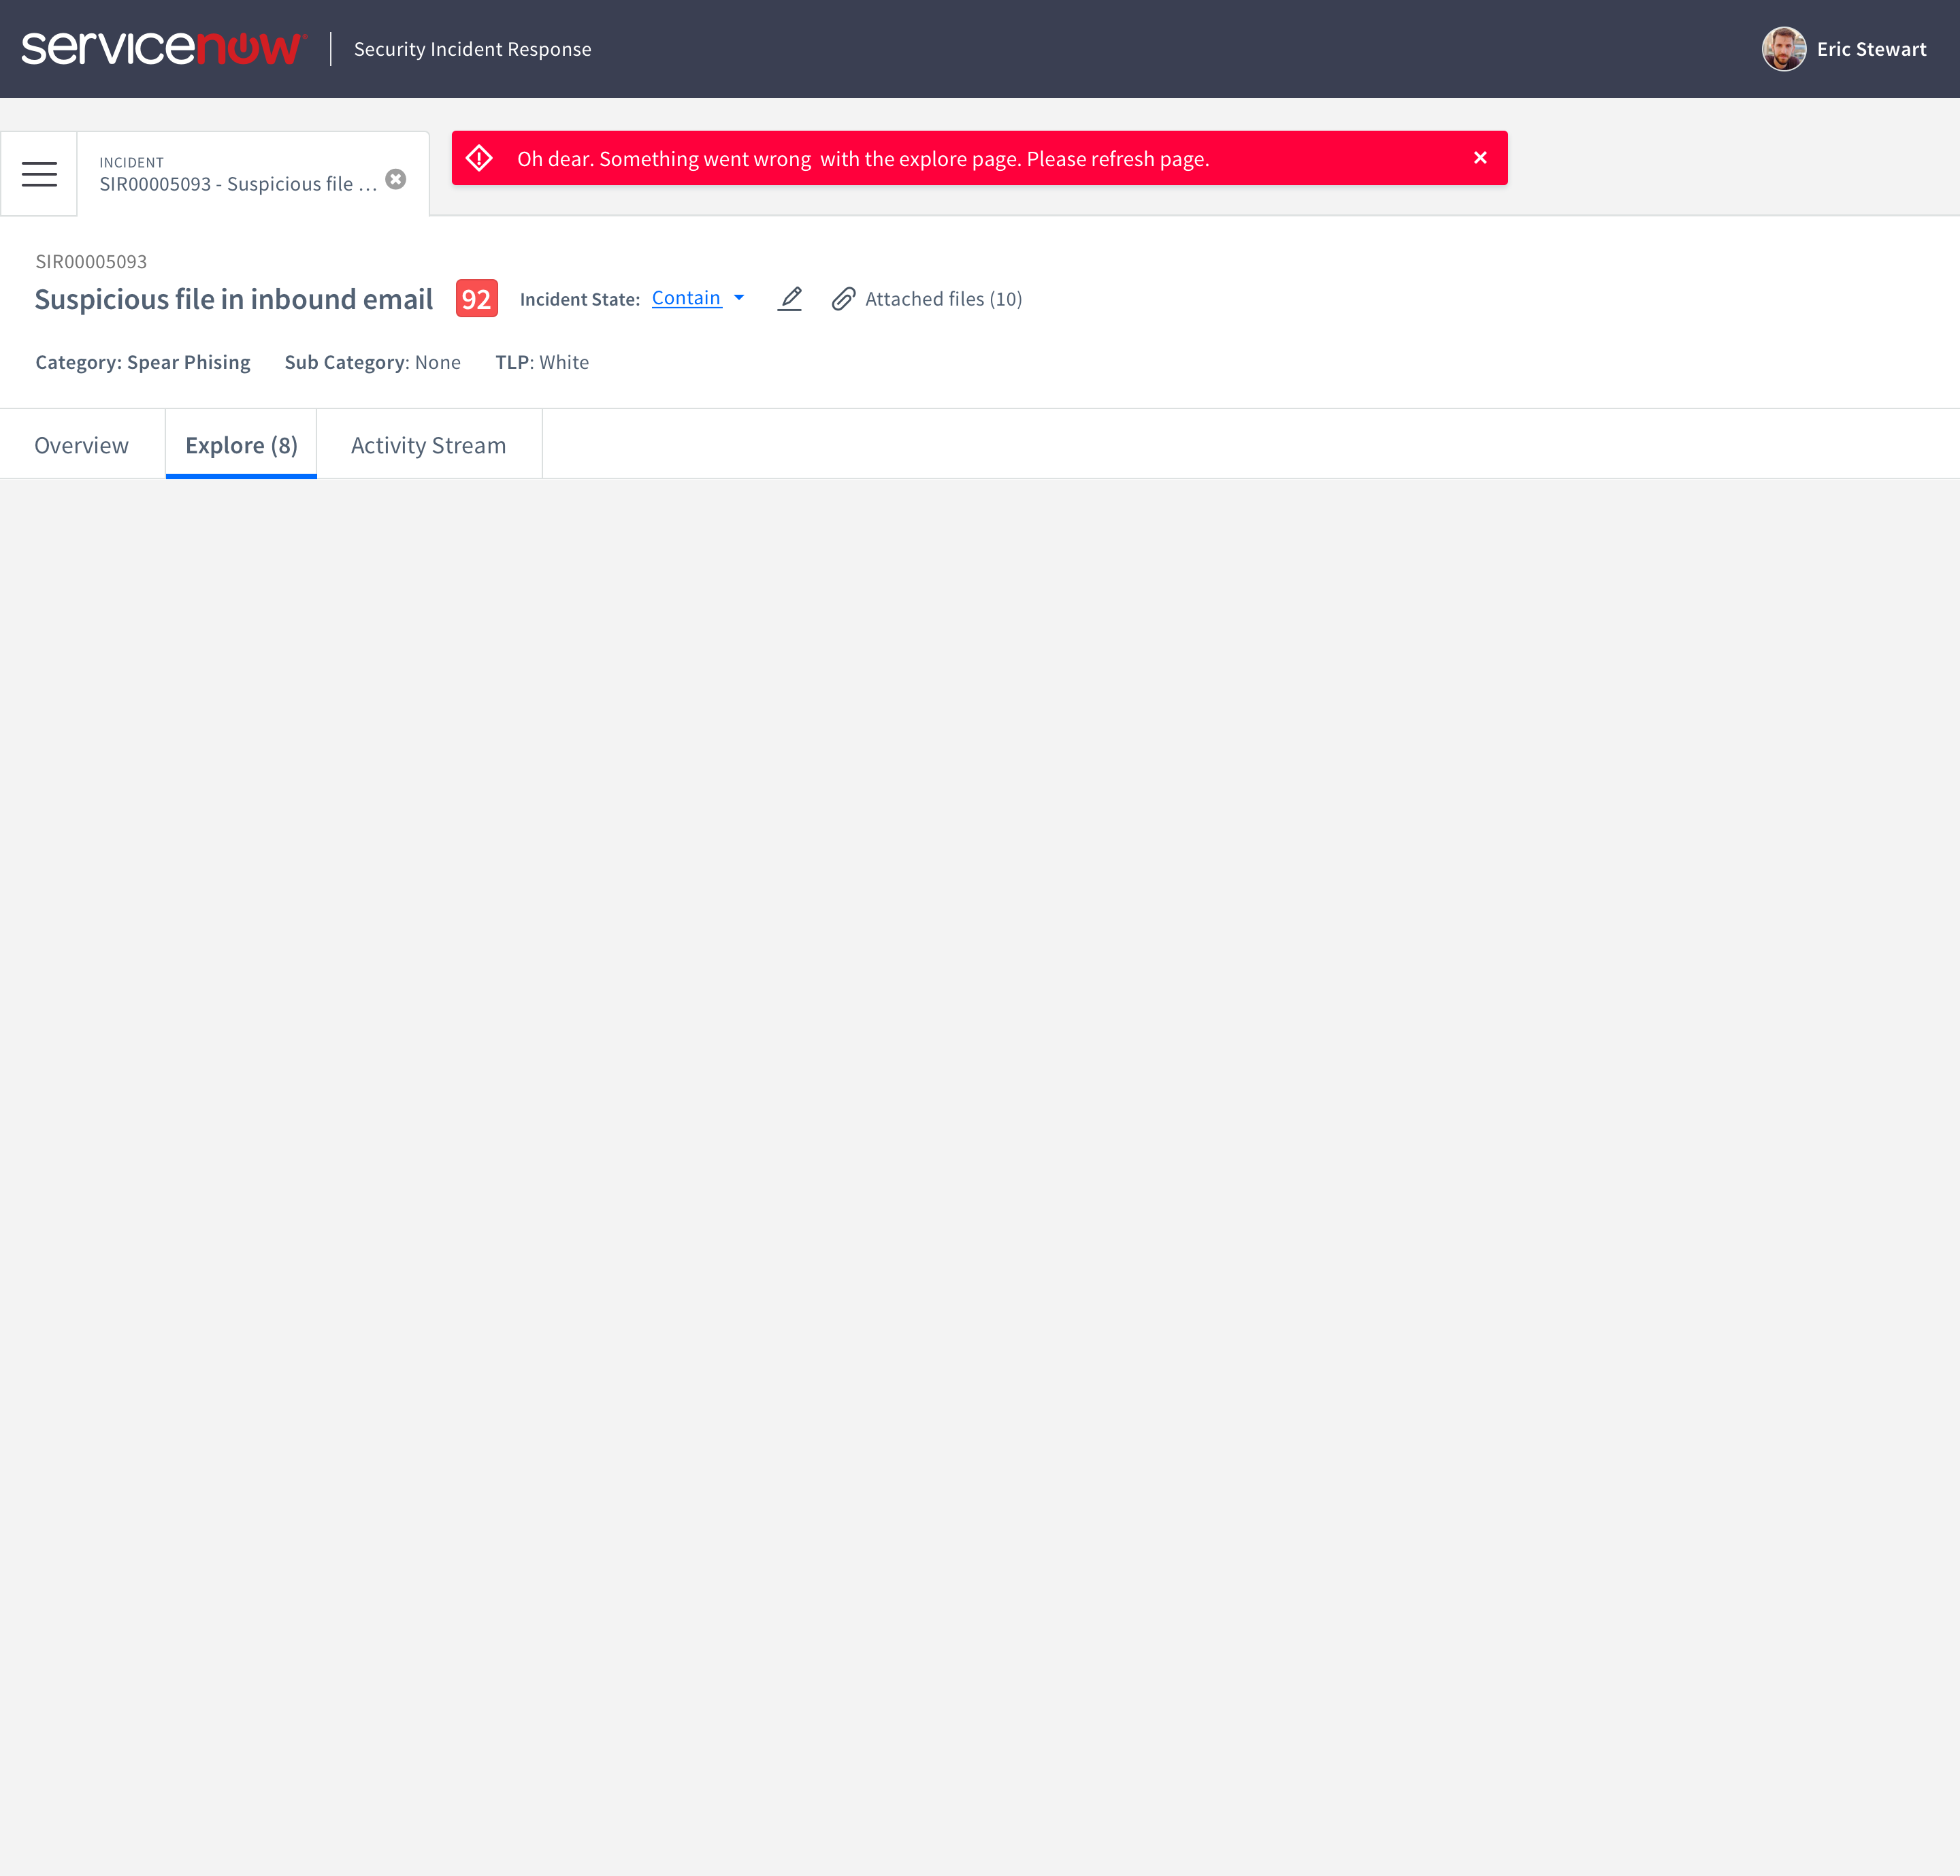 servicenow
Security Incident Response
Eric Stewart
INCIDENT
SIR00005093 - Suspicious file ...
Oh dear. Something went wrong  with the explore page. Please refresh page.
SIR00005093
Suspicious file in inbound email
92
Incident State: Contain
Attached files (10)
Category: Spear Phising
Sub Category: None
TLP: White
Overview
Explore (8)
Activity Stream